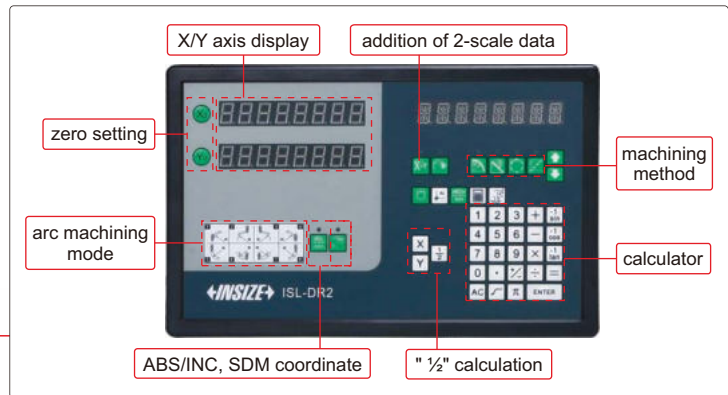 X/Y axis display
addition of 2-scale data
zero setting
machining
method
arc machining
mode
1 2 3 +
4 5 6 −
X
7 8 9 × 
Y
calculator
0 · +/− ÷ =
INSIZE ISL-DR2
AC √ π ENTER
ABS/INC, SDM coordinate
" ½" calculation